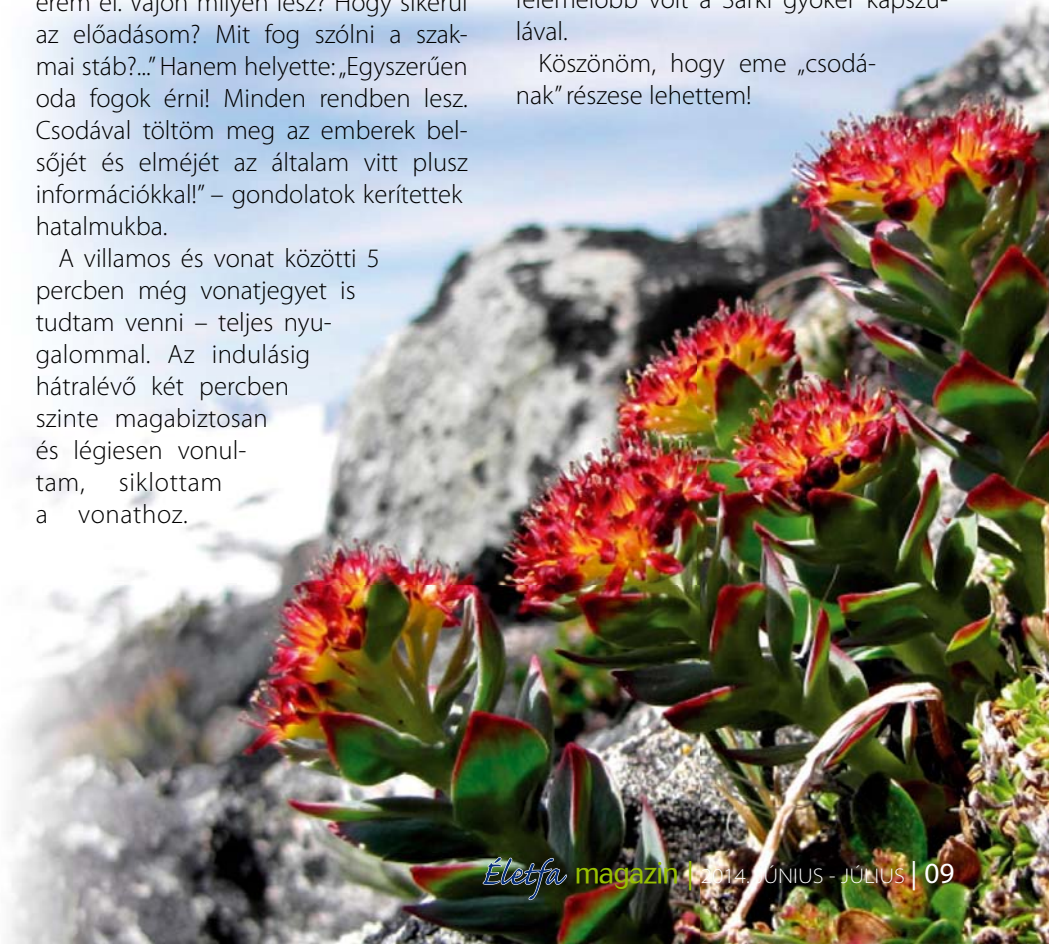 erem el. Vajon milyen lesz? Hogy sikerül
az előadásom? Mit fog szólni a szak-
mai stáb?..." Hanem helyette: „Egyszerűen
oda fogok érni! Minden rendben lesz.
Csodával töltöm meg az emberek bel-
sőjét és elméjét az általam vitt plusz
információkkal!" – gondolatok kerítettek
hatalmukba.
A villamos és vonat közötti 5
percben még vonatjegyet is
tudtam venni – teljes nyu-
galommal. Az indulásig
hátralévő két percben
szinte magabiztosan
és légiesen vonul-
tam, siklottam
a vonathoz.
felemelőbb volt a Sarki gyökér kapszu-
lával.
Köszönöm, hogy eme „csodá-
nak" részese lehettem!
Életfa magazin | 2014. JÚNIUS - JÚLIUS | 09